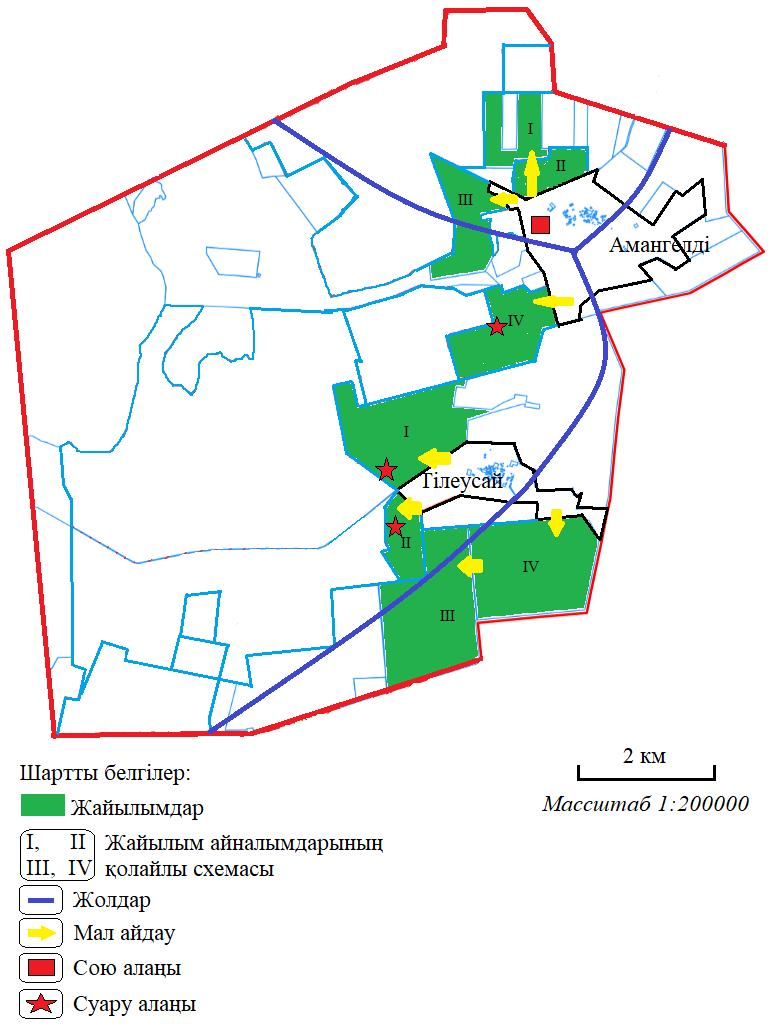 I
II
III
Амангелді
IV
I
Тілеусай
II
IV
III
2 км
Масштаб 1:200000
Шартты белгілер:
Жайылымдар
I, II Жайылым айналымдарының
III, IV қолайлы схемасы
Жолдар
Мал айдау
Сою алаңы
Суару алаңы